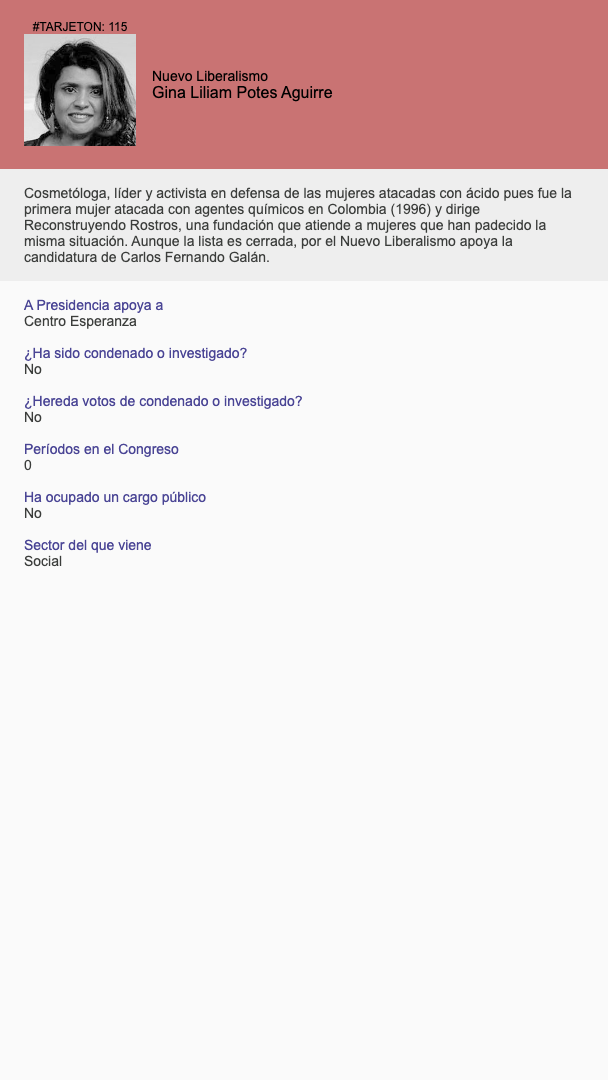 #TARJETON: 115
Nuevo Liberalismo
Gina Liliam Potes Aguirre
Cosmetóloga, líder y activista en defensa de las mujeres atacadas con ácido pues fue la
primera mujer atacada con agentes químicos en Colombia (1996) y dirige
Reconstruyendo Rostros, una fundación que atiende a mujeres que han padecido la
misma situación. Aunque la lista es cerrada, por el Nuevo Liberalismo apoya la
candidatura de Carlos Fernando Galán.
A Presidencia apoya a
Centro Esperanza
¿Ha sido condenado o investigado?
No
¿Hereda votos de condenado o investigado?
No
Períodos en el Congreso
0
Ha ocupado un cargo público
No
Sector del que viene
Social